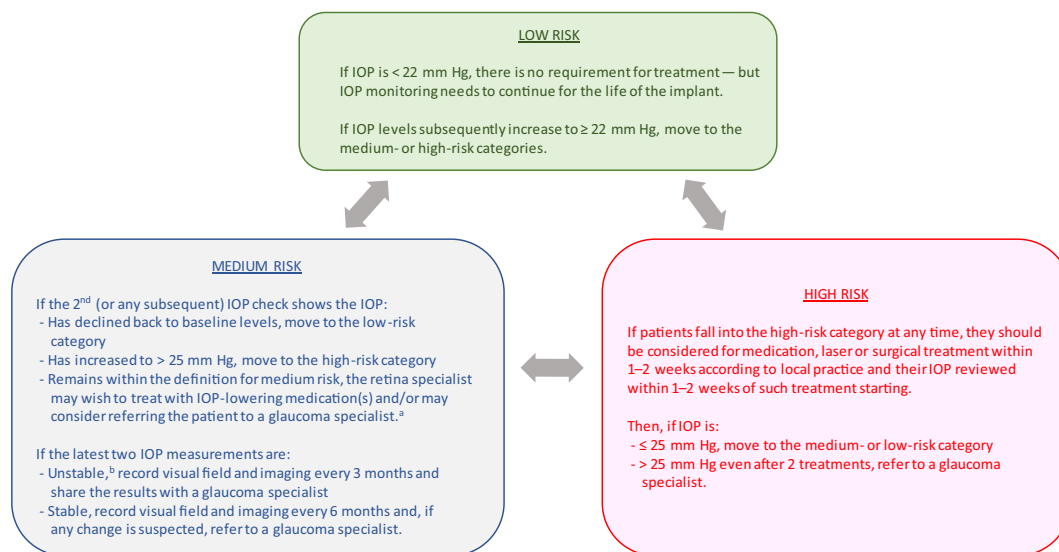 LOW RISK
If IOP is < 22 mm Hg, there is no requirement for treatment — but
IOP monitoring needs to continue for the life of the implant.
If IOP levels subsequently increase to ≥ 22 mm Hg, move to the
medium- or high-risk categories.
MEDIUM RISK
If the 2nd (or any subsequent) IOP check shows the IOP:
- Has declined back to baseline levels, move to the low-risk
category
- Has increased to > 25 mm Hg, move to the high-risk category
- Remains within the definition for medium risk, the retina specialist
may wish to treat with IOP-lowering medication(s) and/or may
consider referring the patient to a glaucoma specialist.a
If the latest two IOP measurements are:
- Unstable,b record visual field and imaging every 3 months and
share the results with a glaucoma specialist
- Stable, record visual field and imaging every 6 months and, if
any change is suspected, refer to a glaucoma specialist.
HIGH RISK
If patients fall into the high-risk category at any time, they should
be considered for medication, laser or surgical treatment within
1–2 weeks according to local practice and their IOP reviewed
within 1–2 weeks of such treatment starting.
Then, if IOP is:
- ≤ 25 mm Hg, move to the medium- or low-risk category
- > 25 mm Hg even after 2 treatments, refer to a glaucoma
specialist.